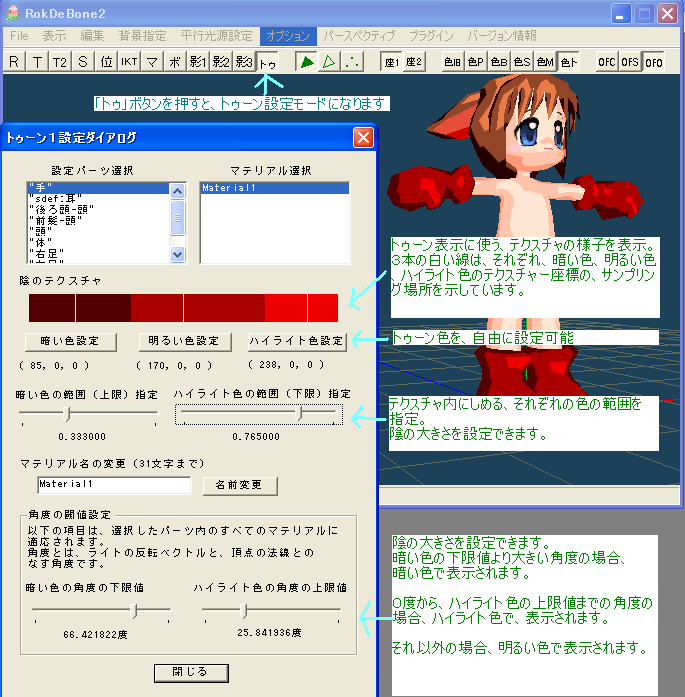 RokDeBone2
File 表示 編集 背景指定 平行光源設定 オプション パースペクティブ プラグイン バージョン情報
R T T2 S 位 IKT マ ボ 影1 影2 影3 トゥ 座1 座2 色IB 色P 色B 色S 色M 色ト OFC OFS OFO
「トゥ」ボタンを押すと、トゥーン設定モードになります
トゥーン1設定ダイアログ
設定パーツ選択 マテリアル選択
"手"
"sdef:耳"
"後ろ頭-頭"
"前髪-頭"
"頭"
"体"
"右足"
Material1
陰のテクスチャ
トゥーン表示に使う、テクスチャの様子を表示。
3本の白い線は、それぞれ、暗い色、明るい色
、ハイライト色のテクスチャー座標の、サンプリ
ング場所を示しています。
暗い色設定 明るい色設定 ハイライト色設定
トゥーン色を、自由に設定可能
( 85, 0, 0 ) ( 170, 0, 0 ) ( 238, 0, 0 )
暗い色の範囲(上限)指定 ハイライト色の範囲(下限)指定
0.333000 0.765000
テクスチャ内にしめる、それぞれの色の範囲を
指定。
陰の大きさを設定できます。
マテリアル名の変更(31文字まで)
Material1 名前変更
角度の閾値設定
以下の項目は、選択したパーツ内のすべてのマテリアルに
適応されます。
角度とは、ライトの反転ベクトルと、頂点の法線との
なす角度です。
暗い色の角度の下限値 ハイライト色の角度の上限値
66.421822度 25.841936度
陰の大きさを設定できます。
暗い色の下限値より大きい角度の場合、
暗い色で表示されます。
0度から、ハイライト色の上限値までの角度の
場合、ハイライト色で、表示されます。
それ以外の場合、明るい色で表示されます。
閉じる